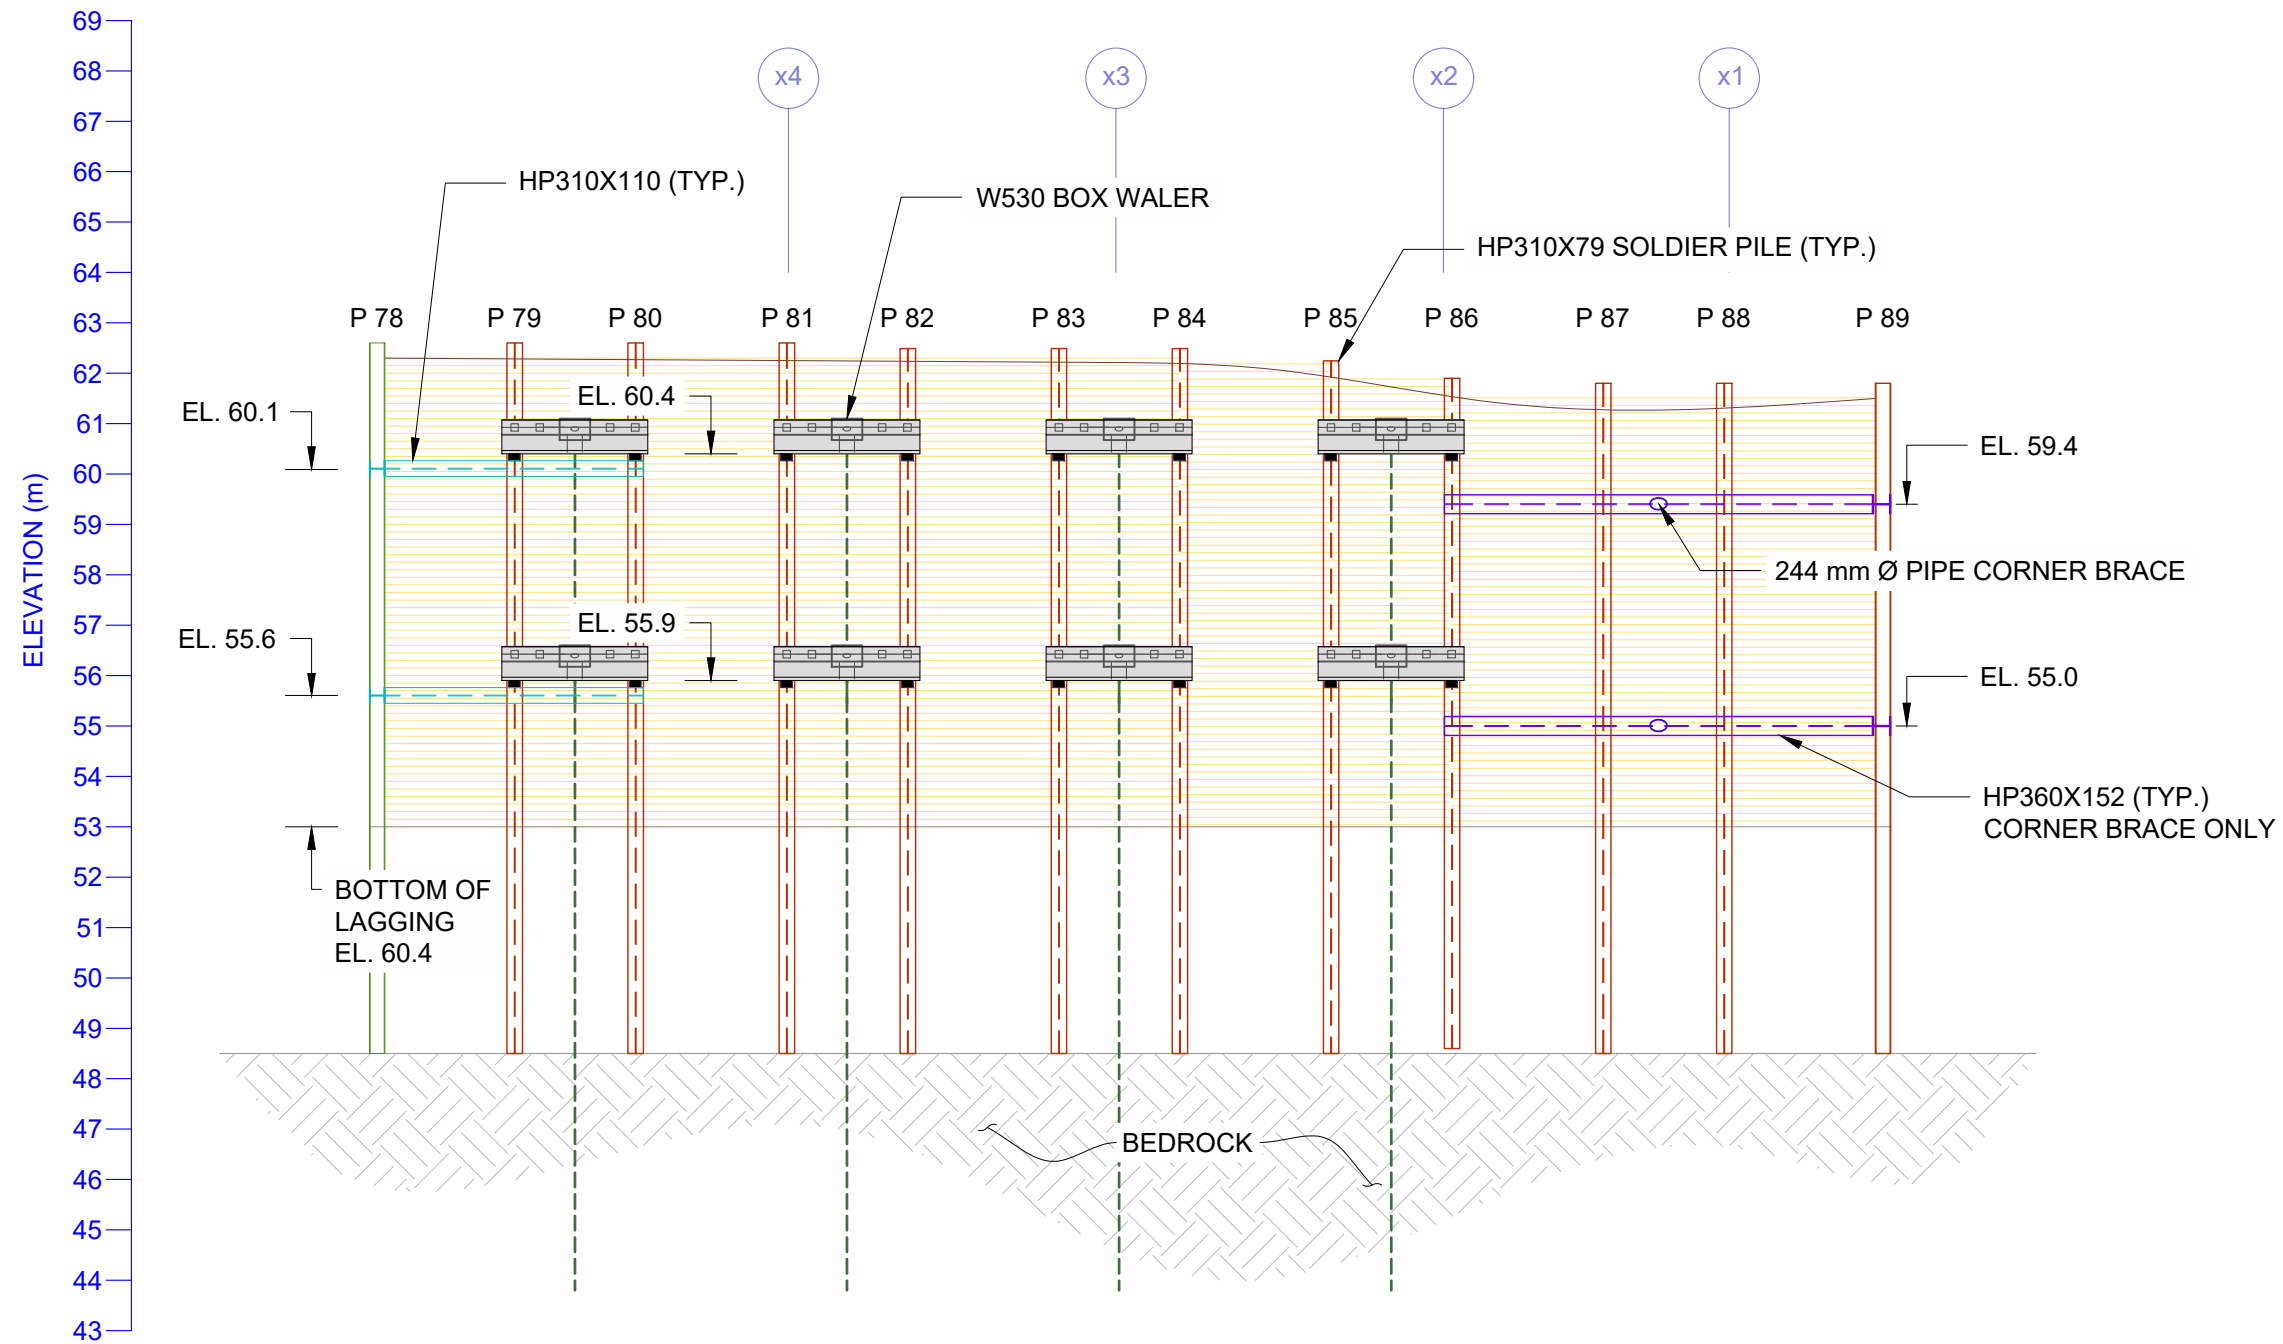 69
68
67
66
65
64
63
62
61
60
59
58
57
56
55
54
53
52
51
50
49
48
47
46
45
44
43
ELEVATION (m)
x4
x3
x2
x1
HP310X110 (TYP.)
W530 BOX WALER
HP310X79 SOLDIER PILE (TYP.)
P 78
P 79
P 80
P 81
P 82
P 83
P 84
P 85
P 86
P 87
P 88
P 89
EL. 60.4
EL. 60.1
EL. 59.4
244 mm Ø PIPE CORNER BRACE
EL. 55.9
EL. 55.6
EL. 55.0
HP360X152 (TYP.)
CORNER BRACE ONLY
BOTTOM OF
LAGGING
EL. 60.4
BEDROCK